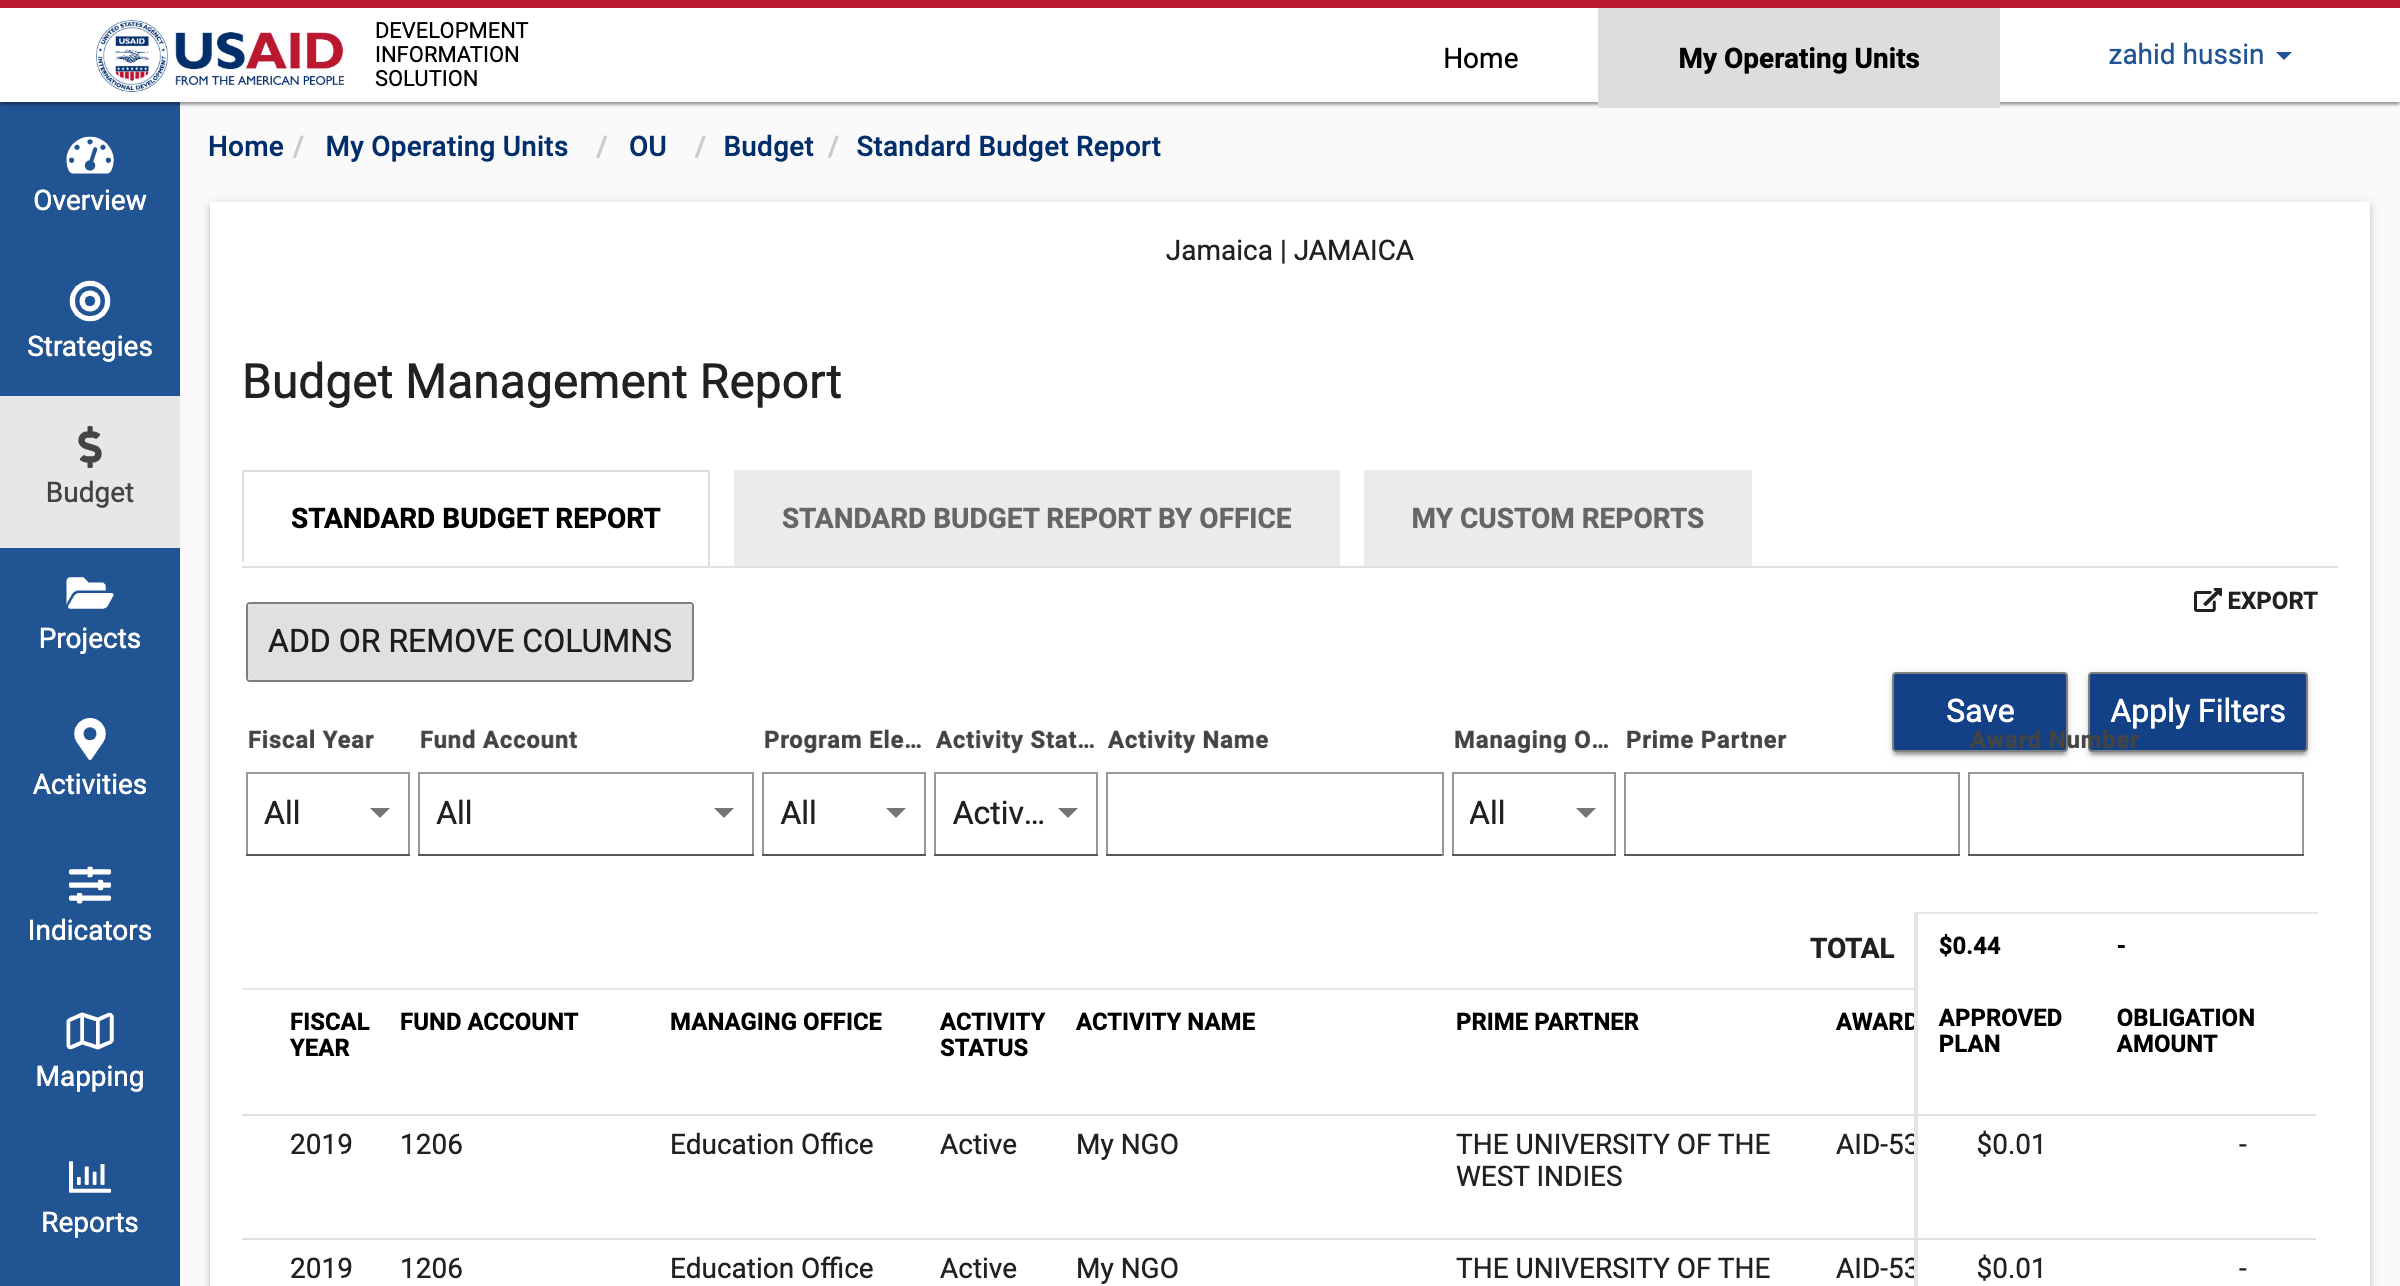 USAID
FROM THE AMERICAN PEOPLE
DEVELOPMENT
INFORMATION
SOLUTION
Home
My Operating Units
zahid hussin
Home / My Operating Units / OU / Budget / Standard Budget Report
Overview
Strategies
Budget
Projects
Activities
Indicators
Mapping
Reports
Jamaica | JAMAICA
Budget Management Report
STANDARD BUDGET REPORT
STANDARD BUDGET REPORT BY OFFICE
MY CUSTOM REPORTS
EXPORT
ADD OR REMOVE COLUMNS
Save
Apply Filters
Fiscal Year
Fund Account
Program Ele...
Activity Stat...
Activity Name
Managing O...
Prime Partner
Award Number
All
All
All
Activ...
All
TOTAL $0.44 -
FISCAL YEAR
FUND ACCOUNT
MANAGING OFFICE
ACTIVITY STATUS
ACTIVITY NAME
PRIME PARTNER
AWARD
APPROVED PLAN
OBLIGATION AMOUNT
2019 1206 Education Office Active My NGO THE UNIVERSITY OF THE AID-53 $0.01 -
WEST INDIES
2019 1206 Education Office Active My NGO THE UNIVERSITY OF THE AID-53 $0.01 -